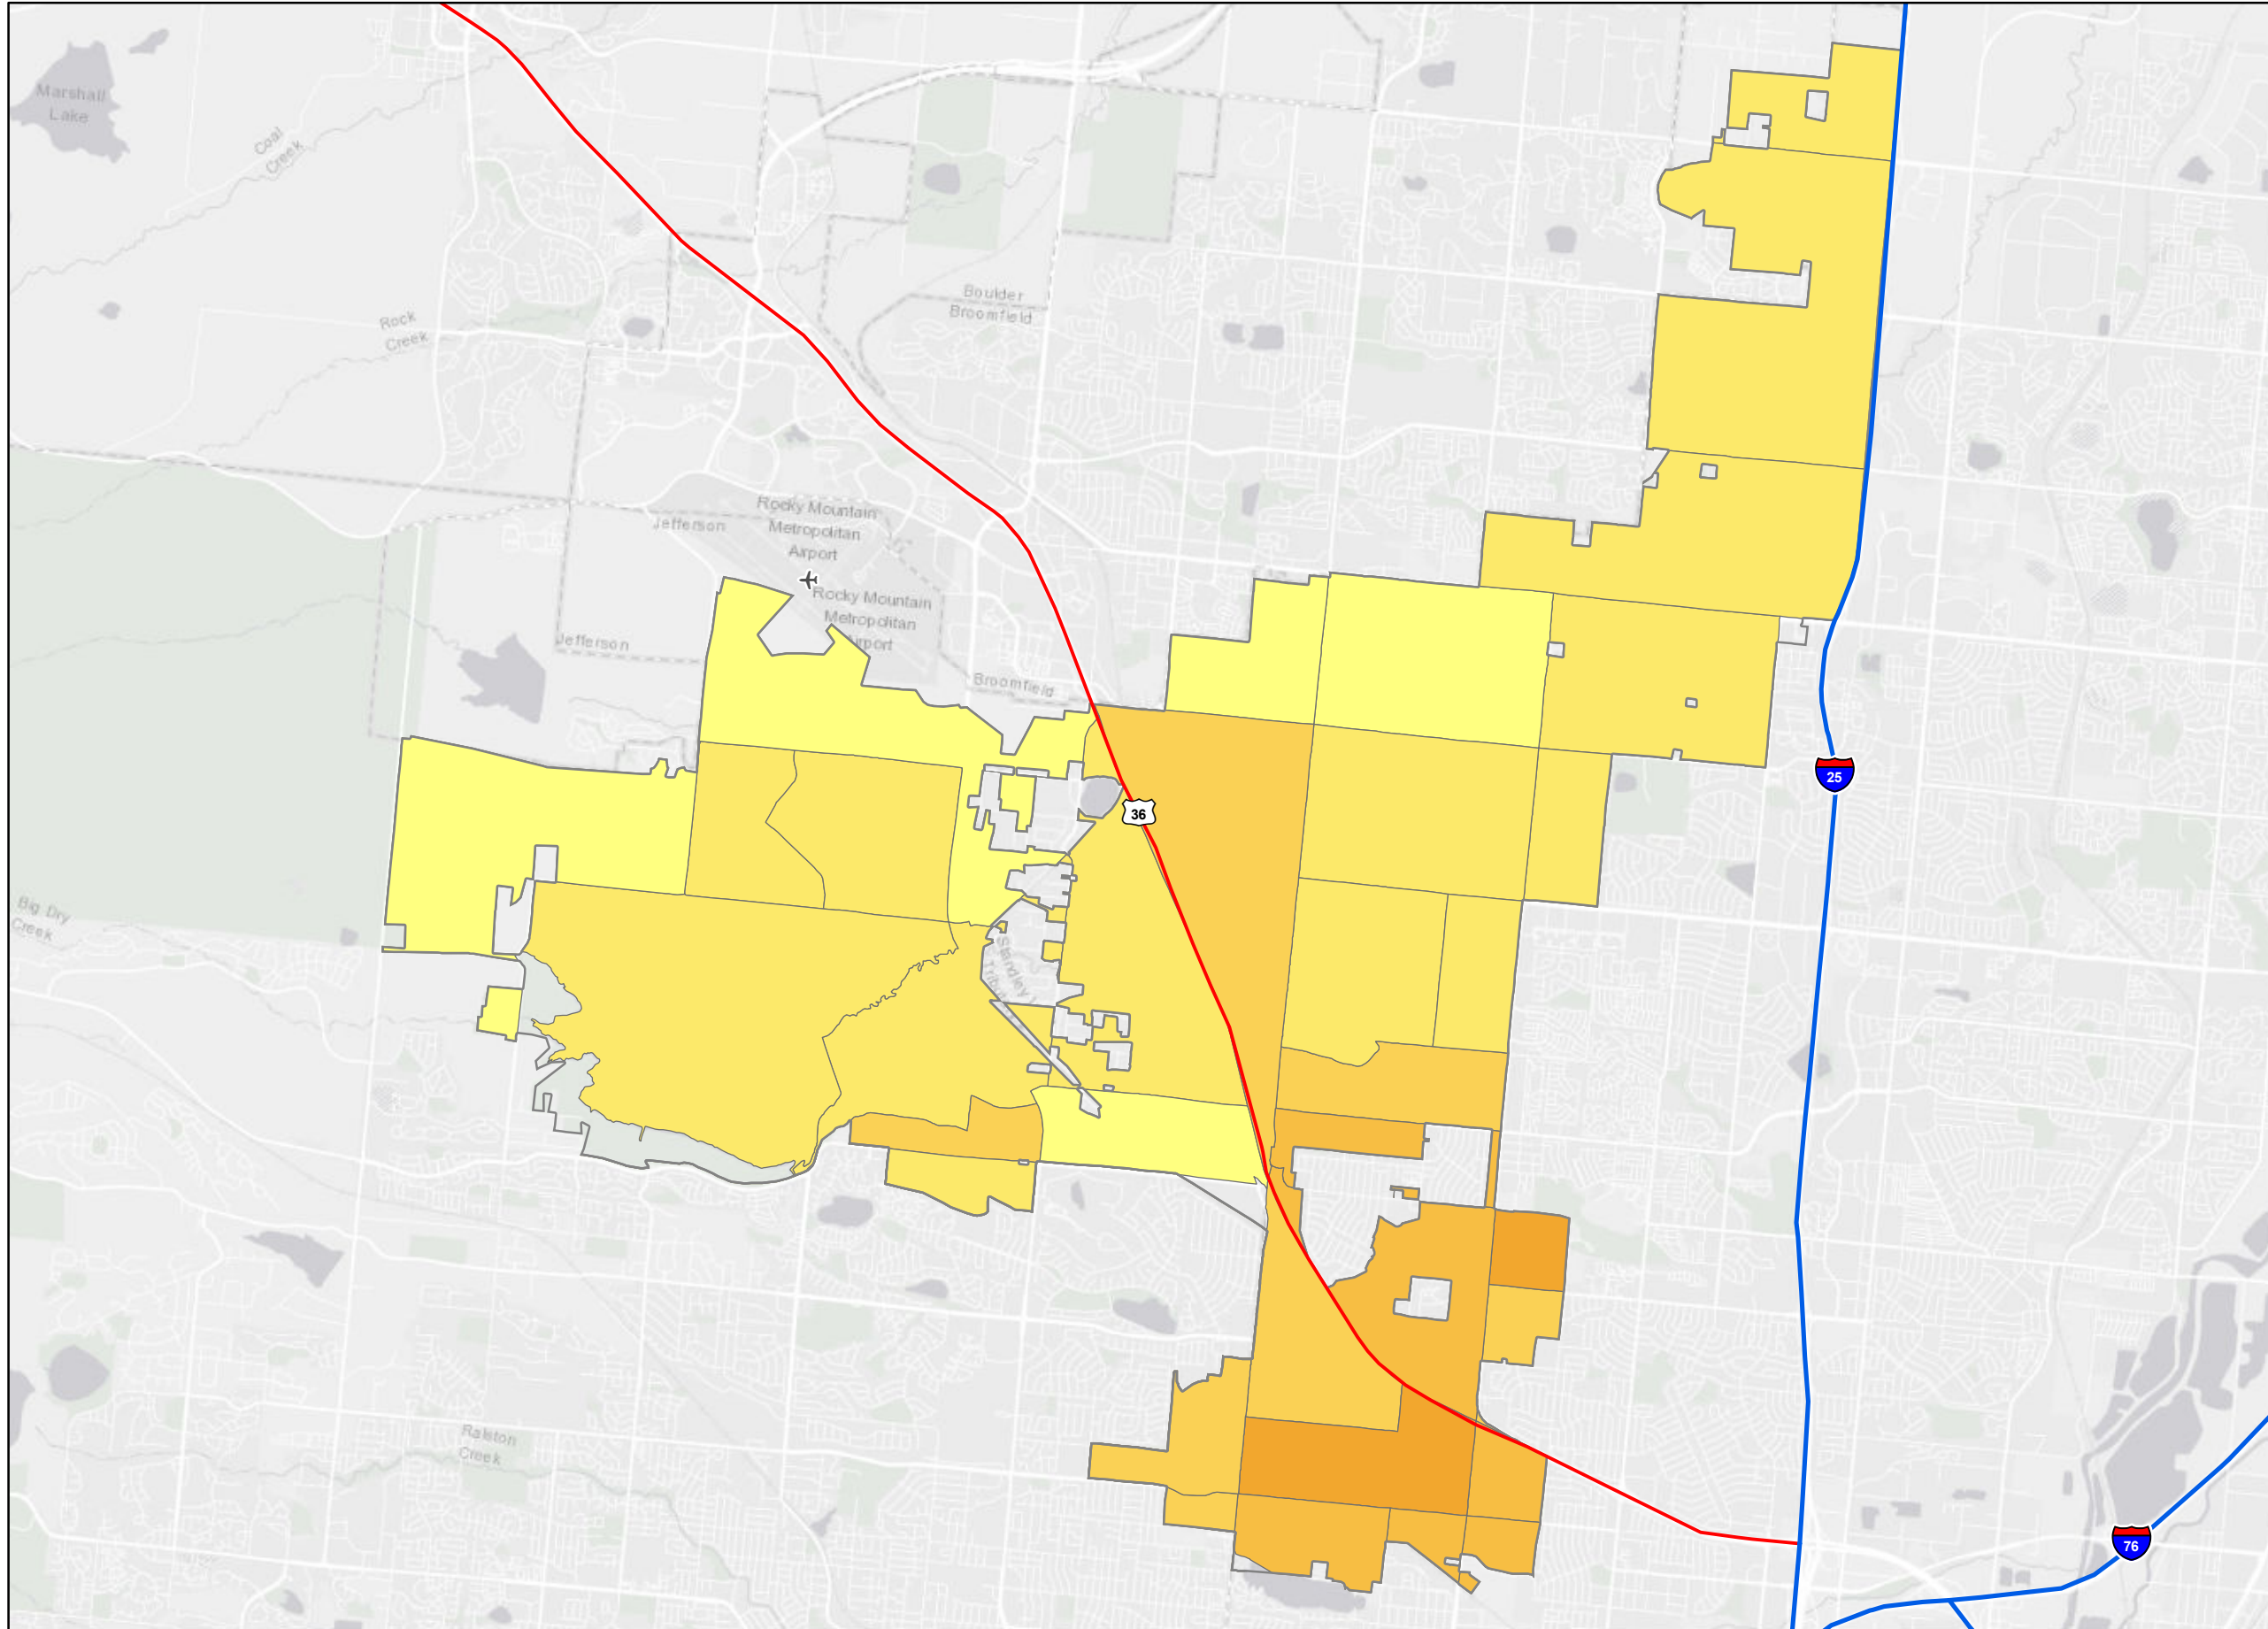 Marshall
Lake
Coal
Creek
Boulder
Broomfield
Rock
Creek
Rocky Mountain
Metropolitan
Airport
Jefferson
Rocky Mountain
Metropolitan
Airport
Jefferson
Broomfield
25
36
Big Dry
Creek
Standley
Ralston
Creek
76